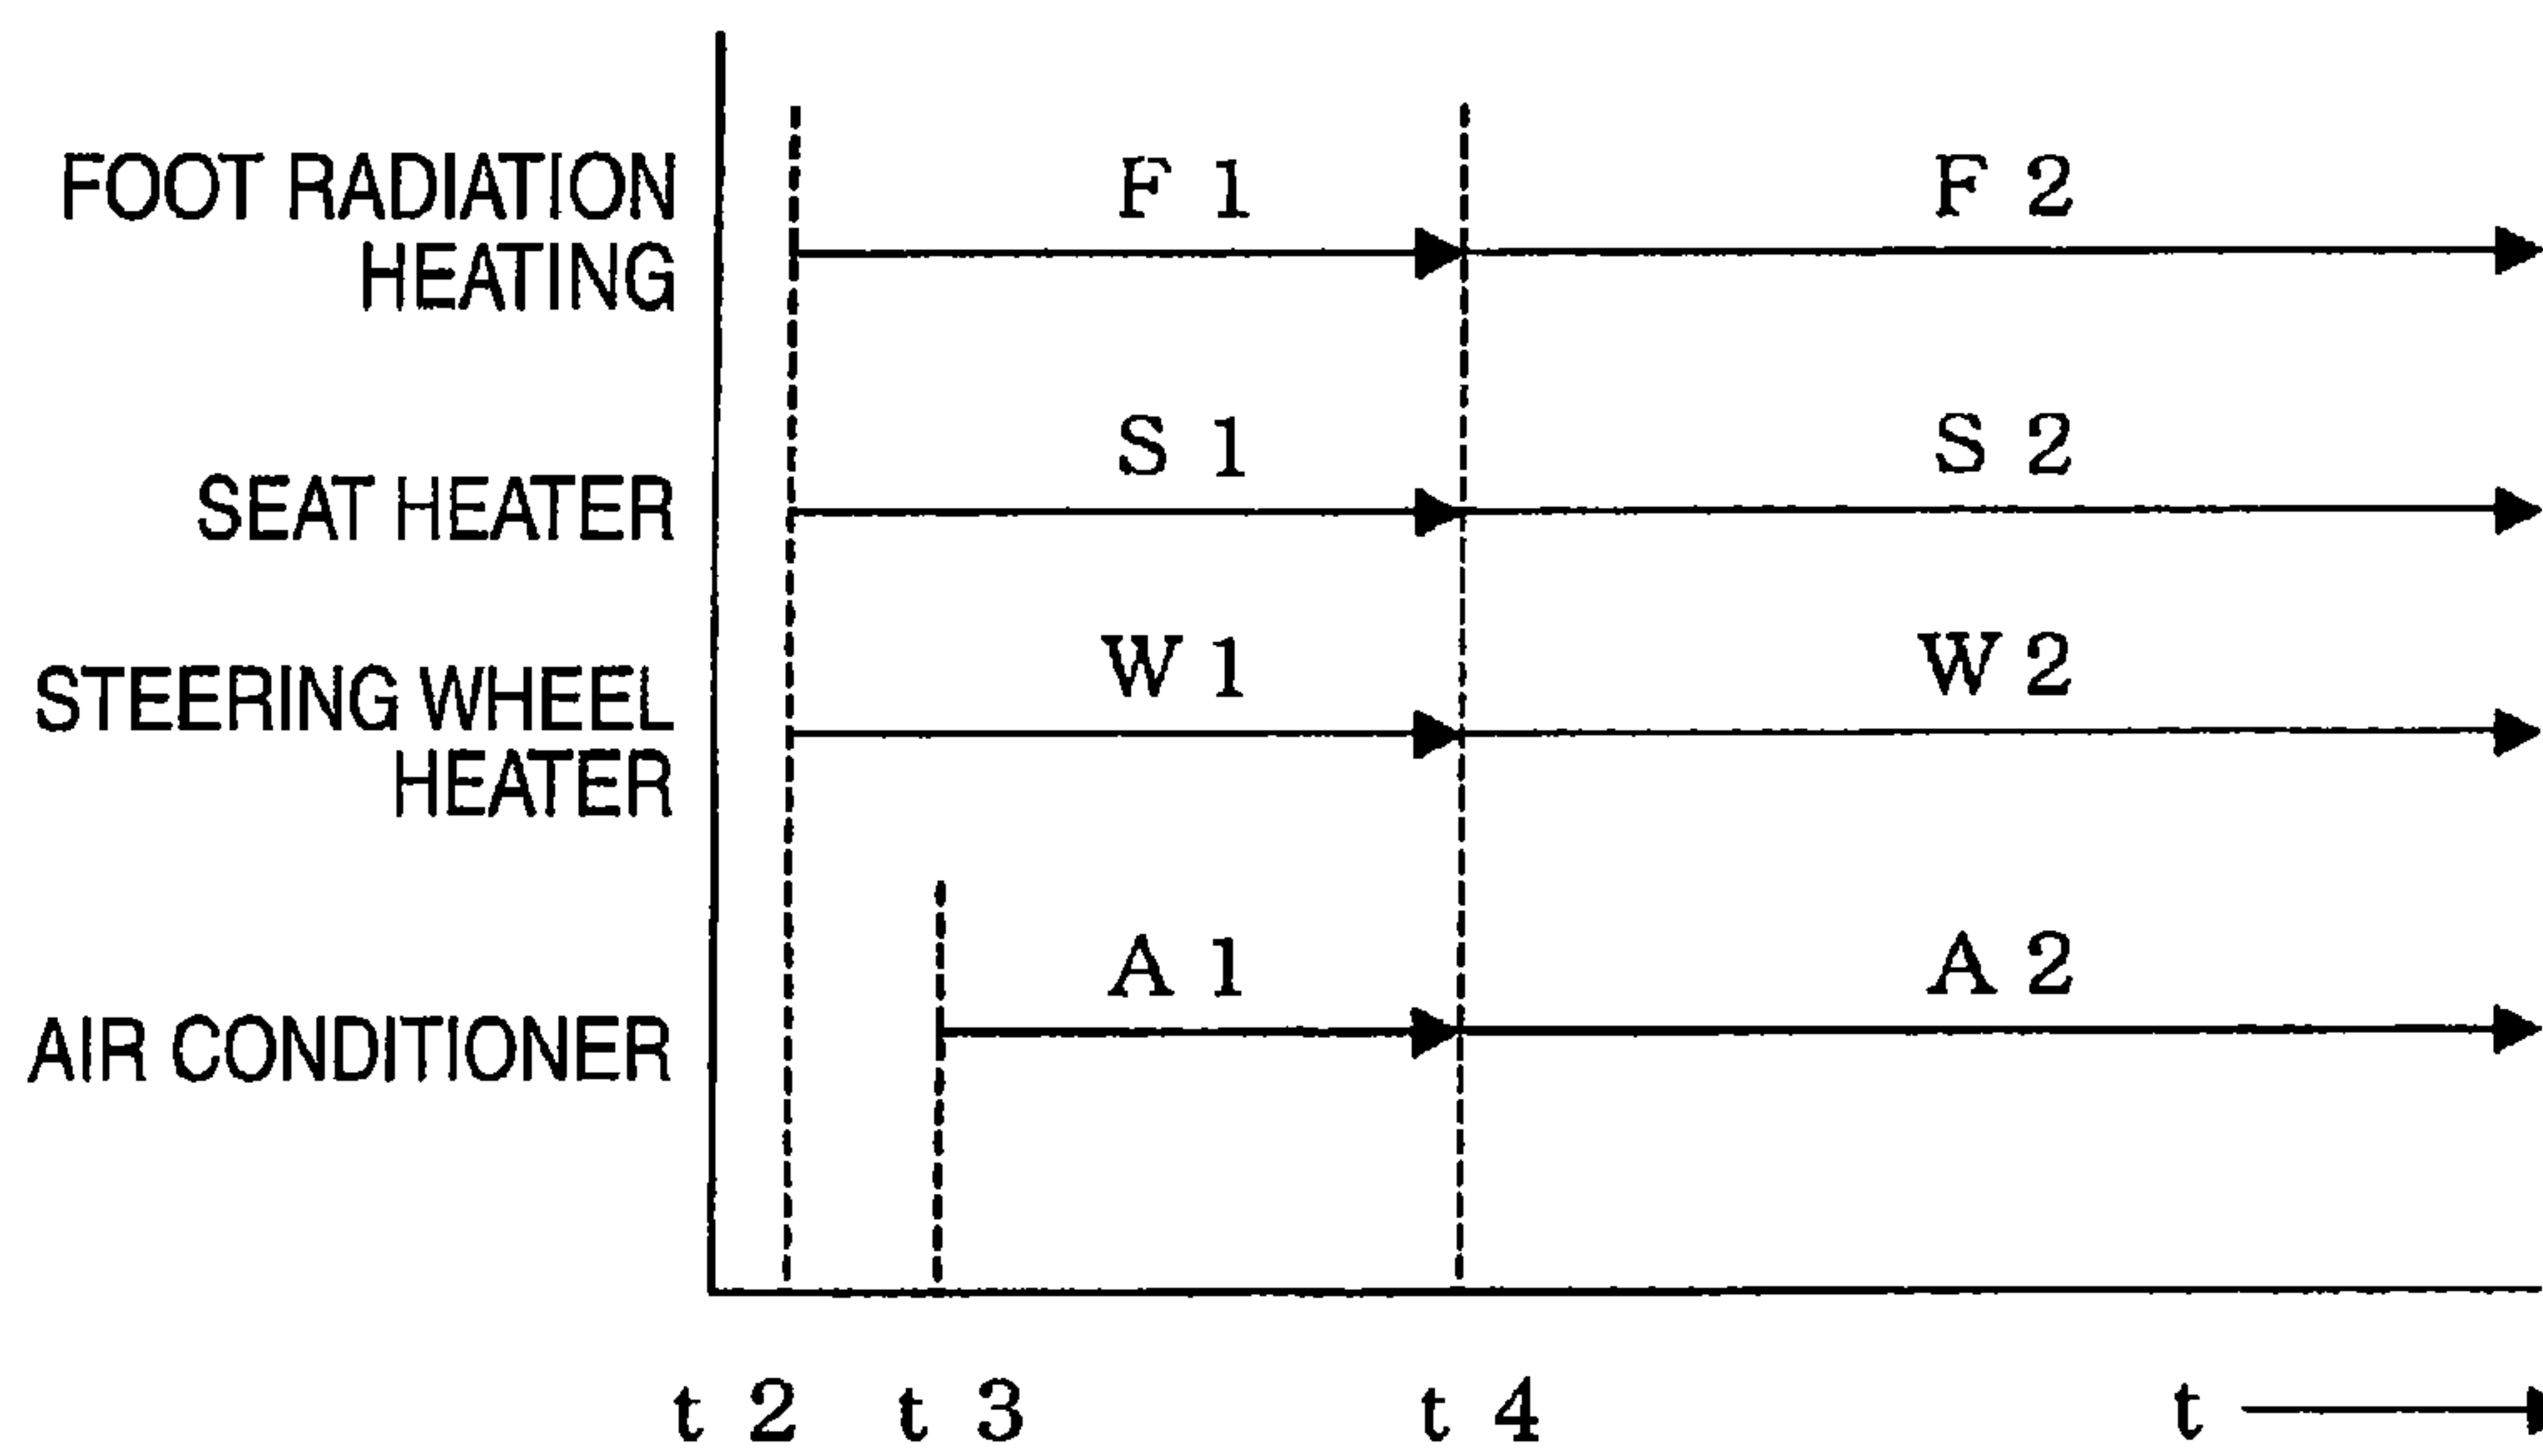 FOOT RADIATION
HEATING
F 1
F 2
SEAT HEATER
S 1
S 2
STEERING WHEEL
HEATER
W 1
W 2
AIR CONDITIONER
A 1
A 2
t 2
t 3
t 4
t